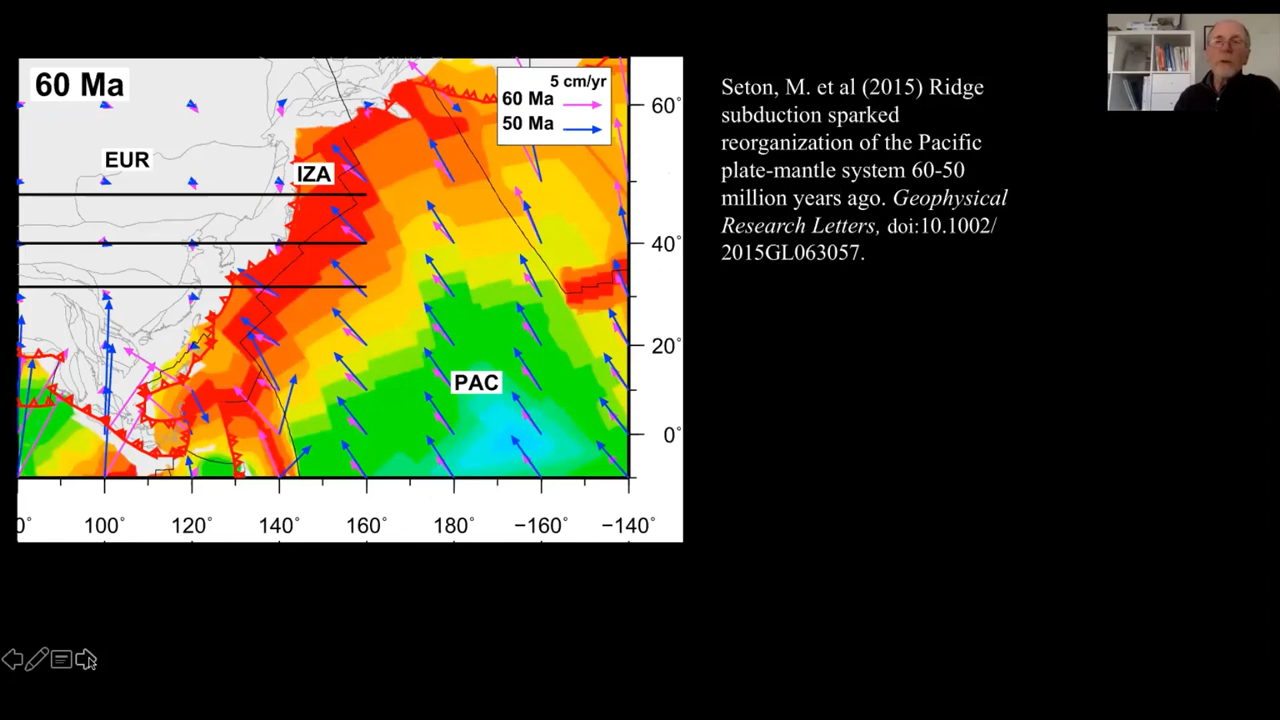 60 Ma
5 cm/yr
60 Ma
50 Ma
EUR
IZA
PAC
60°
40°
20°
0°
0° 100° 120° 140° 160° 180° −160° −140°
Seton, M. et al (2015) Ridge
subduction sparked
reorganization of the Pacific
plate-mantle system 60-50
million years ago. Geophysical
Research Letters, doi:10.1002/
2015GL063057.